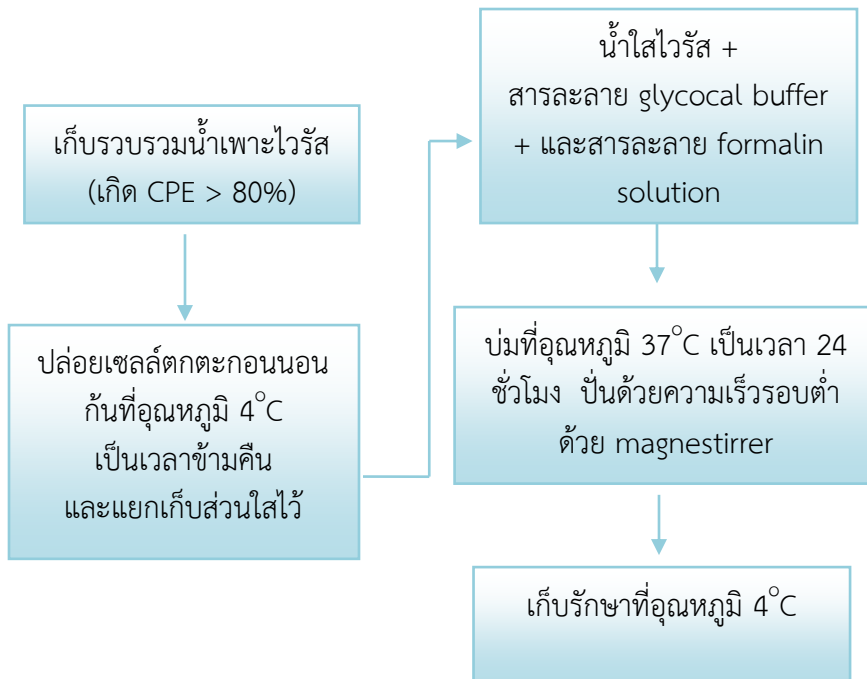 เก็บรวบรวมน้ำเพาะไวรัส
(เกิด CPE > 80%)
ปล่อยเซลล์ตกตะกอนนอน
ก้นที่อุณหภูมิ 4°C
เป็นเวลาข้ามคืน
และแยกเก็บส่วนใสไว้
น้ำใสไวรัส +
สารละลาย glycocal buffer
+ และสารละลาย formalin
solution
บ่มที่อุณหภูมิ 37°C เป็นเวลา 24
ชั่วโมง ปั่นด้วยความเร็วรอบต่ำ
ด้วย magnestirrer
เก็บรักษาที่อุณหภูมิ 4°C